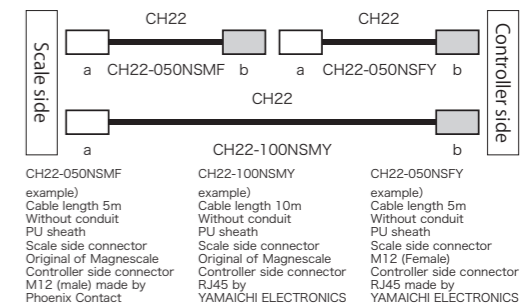 CH22 CH22
Scale side
Controller side
a CH22-050NSMF b a CH22-050NSFY b
CH22
a CH22-100NSMY b
CH22-050NSMF
example)
Cable length 5m
Without conduit
PU sheath
Scale side connector
Original of Magnescale
Controller side connector
M12 (male) made by
Phoenix Contact
CH22-100NSMY
example)
Cable length 10m
Without conduit
PU sheath
Scale side connector
Original of Magnescale
Controller side connector
RJ45 by
YAMAICHI ELECTRONICS
CH22-050NSFY
example)
Cable length 5m
Without conduit
PU sheath
Scale side connector
M12 (Female)
Controller side connector
RJ45 made by
YAMAICHI ELECTRONICS